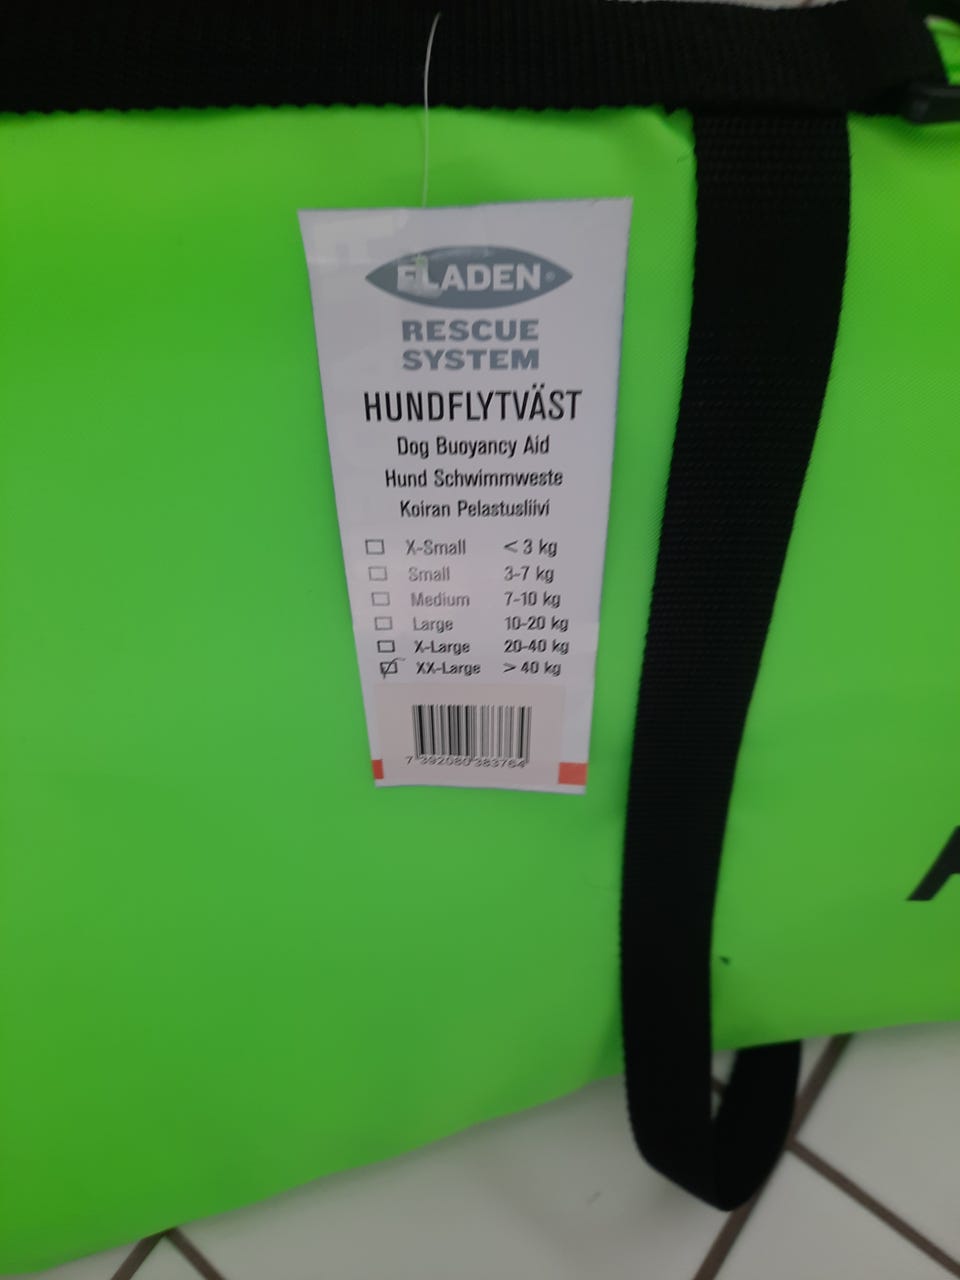 ELADEN®
RESCUE
SYSTEM
HUNDFLYTVÄST
Dog Buoyancy Aid
Hund Schwimmweste
Koiran Pelastusliivi
X-Small < 3 kg
Small 3-7 kg
Medium 7-10 kg
Large 10-20 kg
X-Large 20-40 kg
XX-Large > 40 kg
7 392080 383764